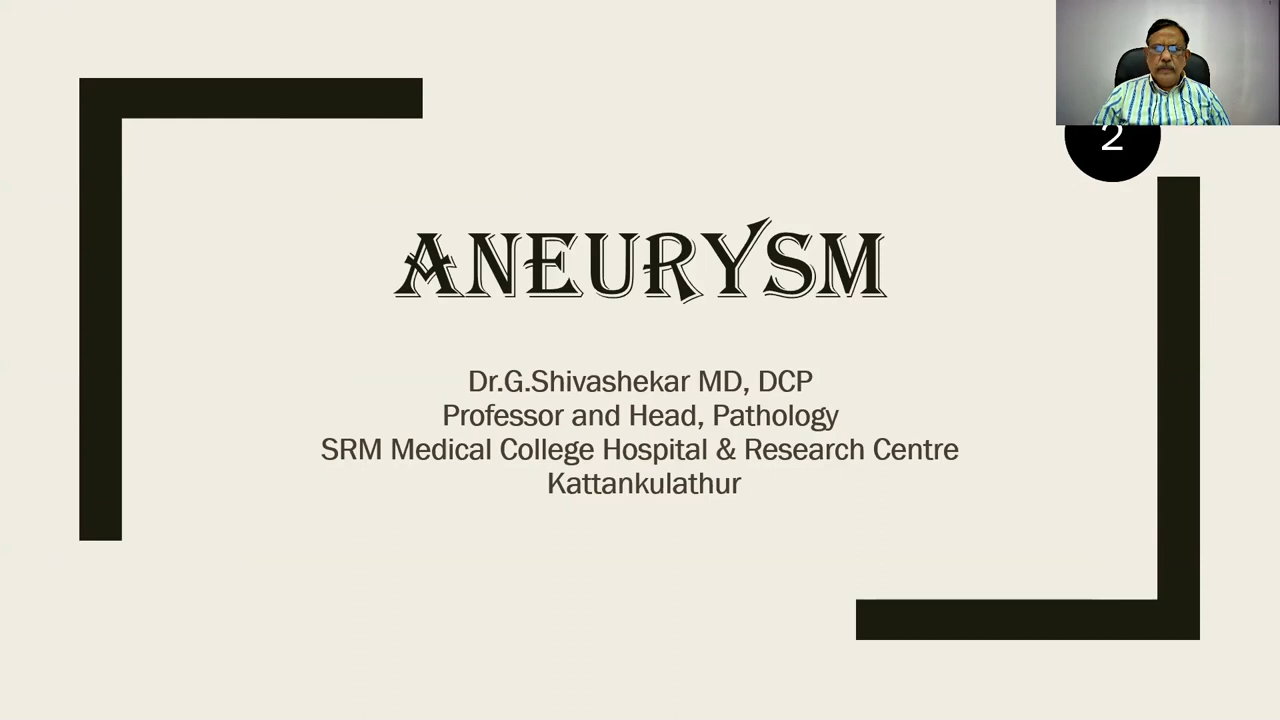 2
ANEURYSM
Dr.G.Shivashekar MD, DCP
Professor and Head, Pathology
SRM Medical College Hospital & Research Centre
Kattankulathur